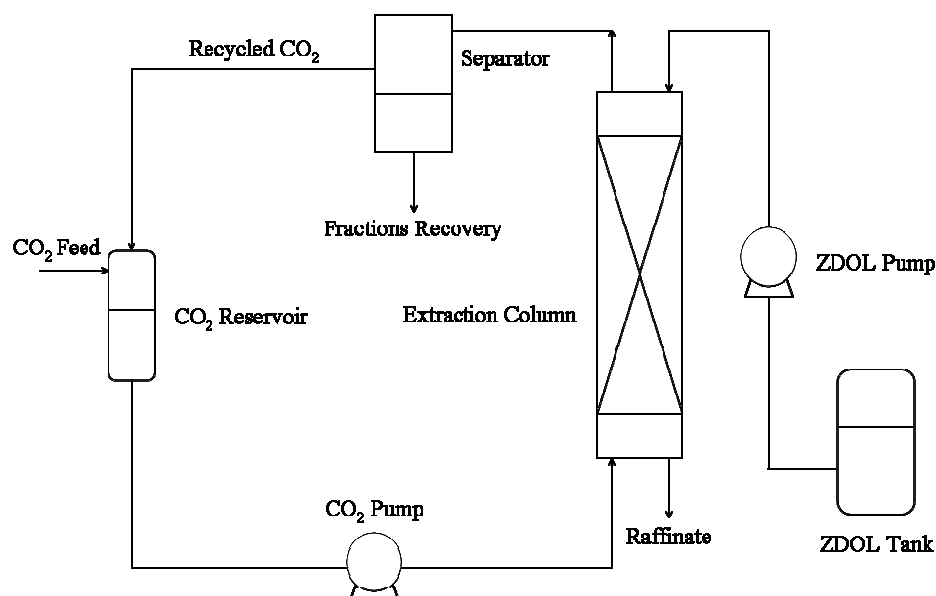 Recycled CO₂
Separator
Fractions Recovery
CO₂ Feed
ZDOL Pump
CO₂ Reservoir
Extraction Column
CO₂ Pump
Raffinate
ZDOL Tank